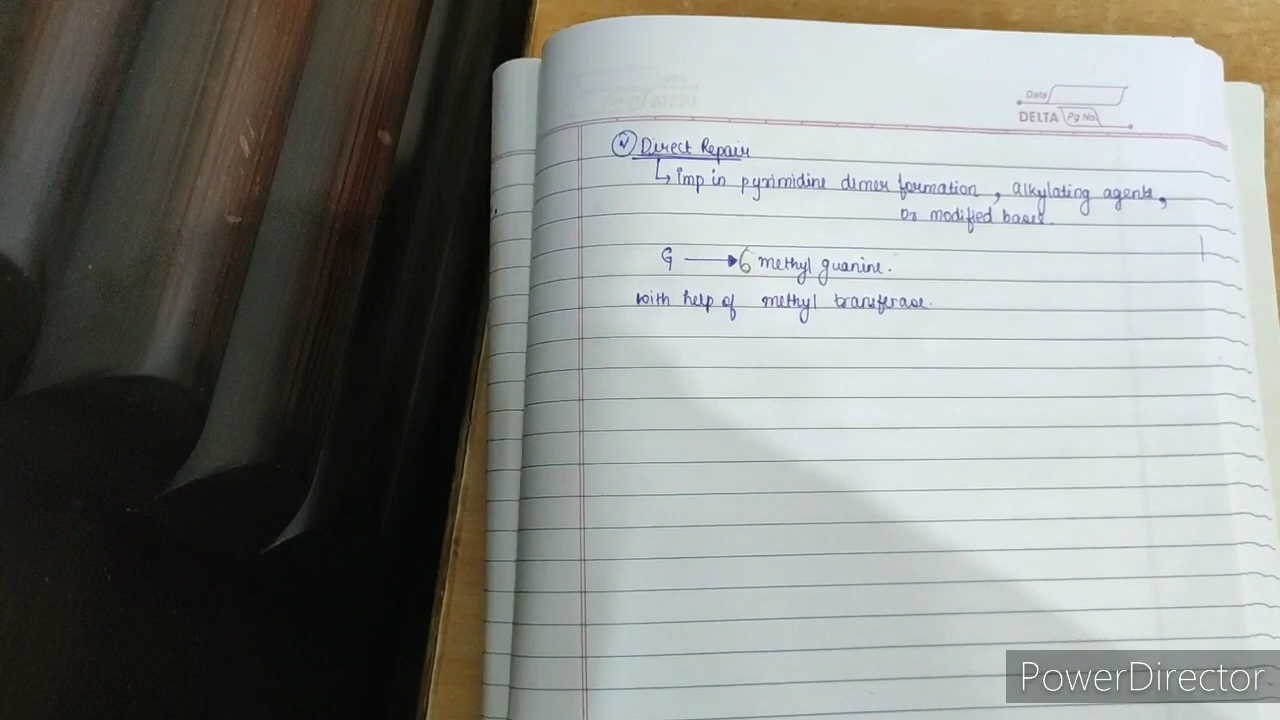 Date
DELTA Pg No.
Direct Repair
↳ imp in pyrimidine dimer formation, alkylating agents,
or modified bases.
G → 6 methyl guanine.
with help of methyl transferase.
PowerDirector